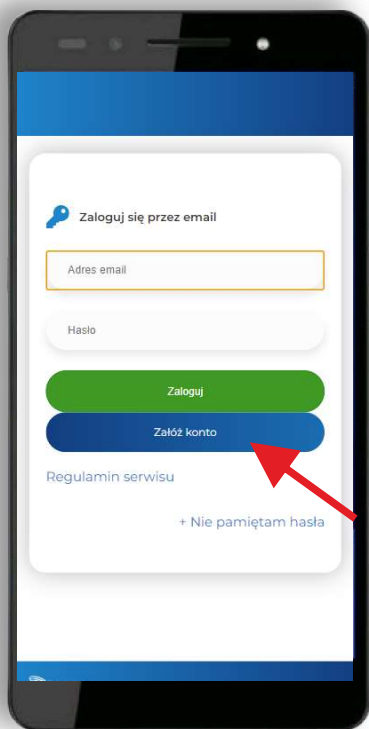 Zaloguj się przez email
Adres email
Hasło
Zaloguj
Załóż konto
Regulamin serwisu
+ Nie pamiętam hasła